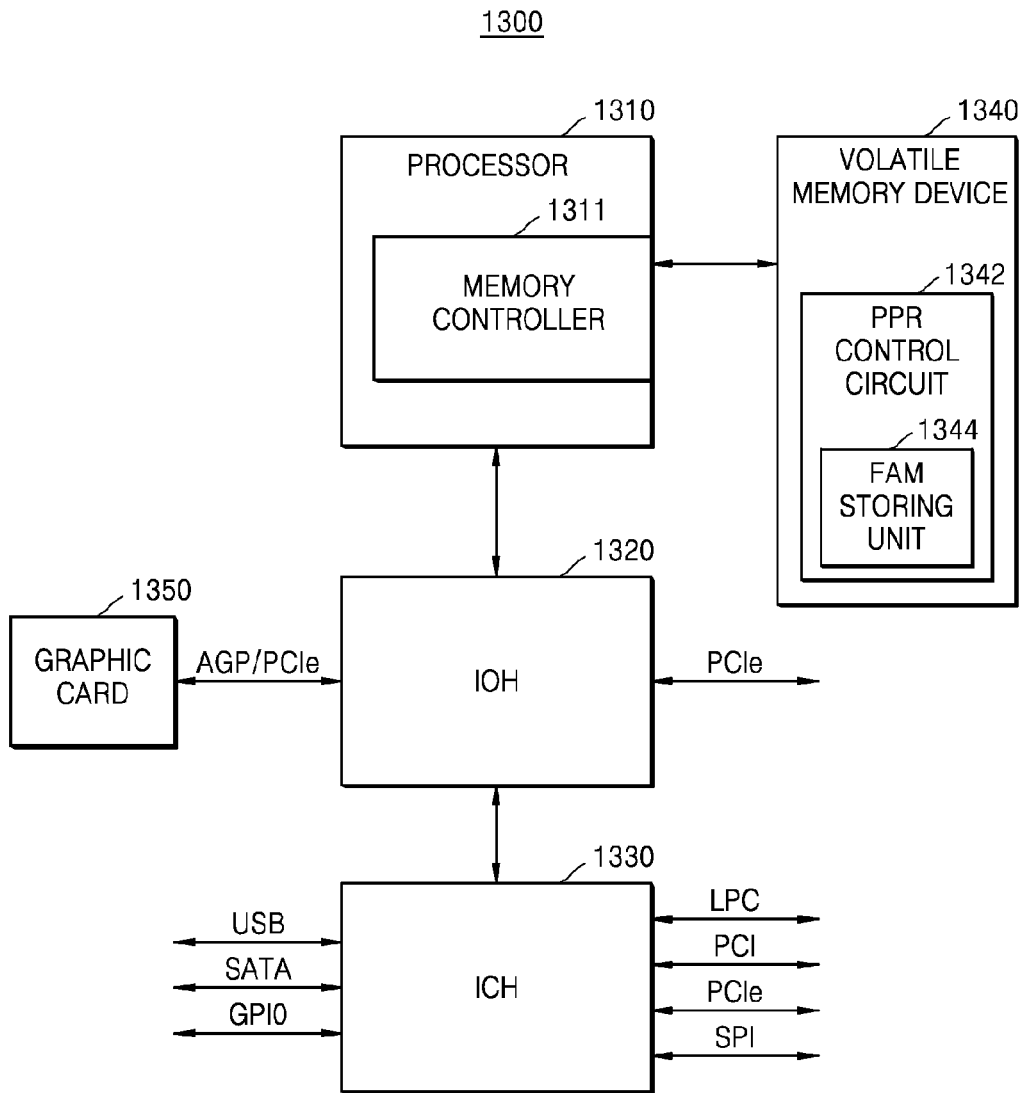 1300
1310
PROCESSOR
1311
MEMORY
CONTROLLER
1340
VOLATILE
MEMORY DEVICE
1342
PPR
CONTROL
CIRCUIT
1344
FAM
STORING
UNIT
1320
IOH
1350
GRAPHIC
CARD
AGP/PCIe
PCIe
1330
ICH
USB
SATA
GPI0
LPC
PCI
PCIe
SPI